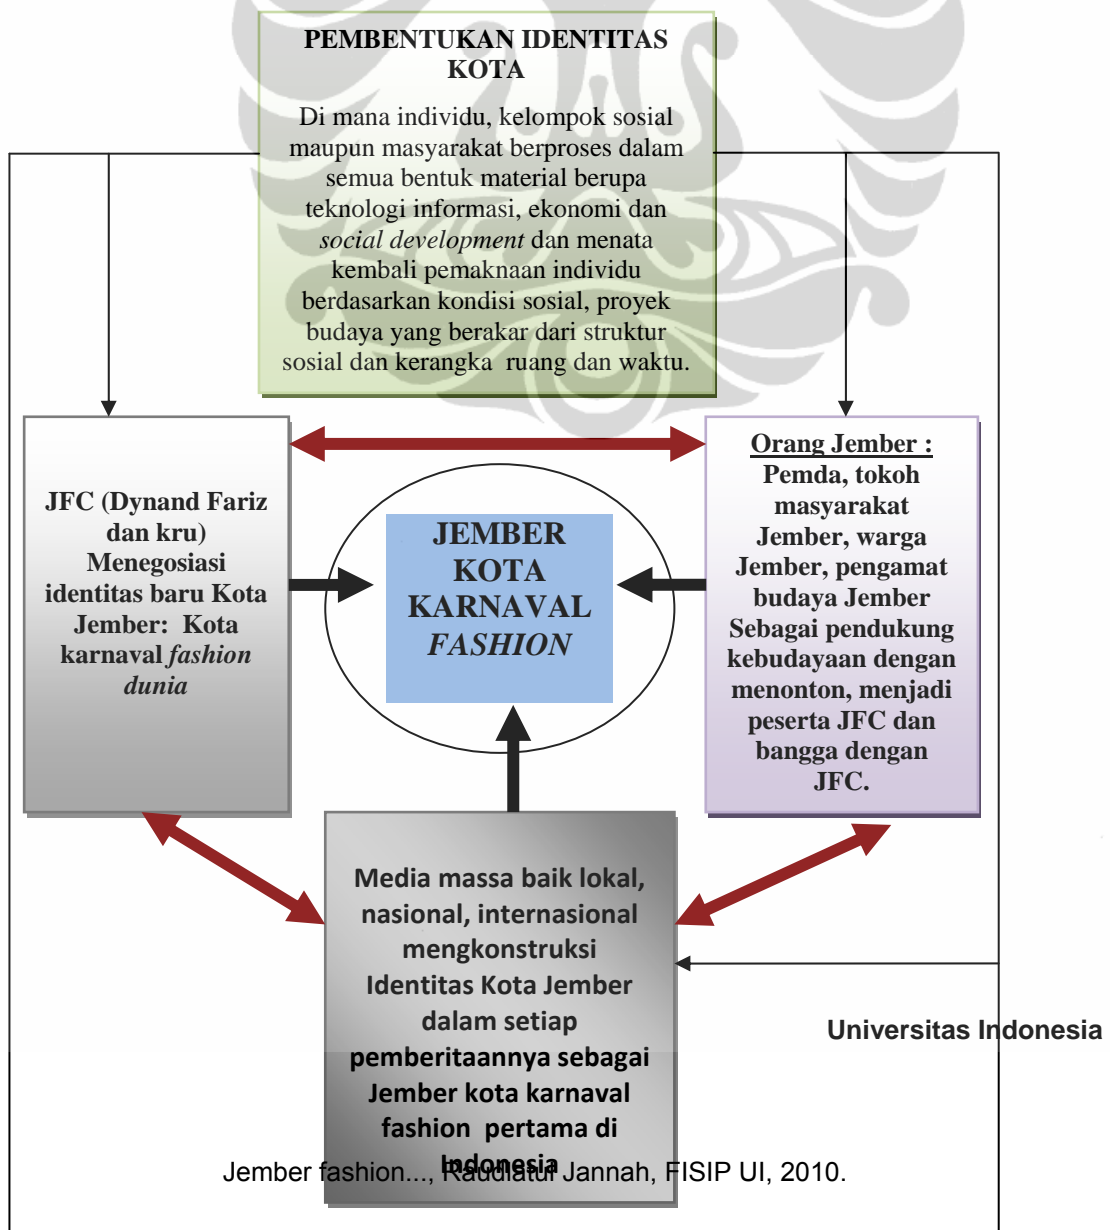 PEMBENTUKAN IDENTITAS
KOTA
Di mana individu, kelompok sosial
maupun masyarakat berproses dalam
semua bentuk material berupa
teknologi informasi, ekonomi dan
social development dan menata
kembali pemaknaan individu
berdasarkan kondisi sosial, proyek
budaya yang berakar dari struktur
sosial dan kerangka ruang dan waktu.
JFC (Dynand Fariz
dan kru)
Menegosiasi
identitas baru Kota
Jember: Kota
karnaval fashion
dunia
JEMBER
KOTA
KARNAVAL
FASHION
Orang Jember :
Pemda, tokoh
masyarakat
Jember, warga
Jember, pengamat
budaya Jember
Sebagai pendukung
kebudayaan dengan
menonton, menjadi
peserta JFC dan
bangga dengan
JFC.
Media massa baik lokal,
nasional, internasional
mengkonstruksi
Identitas Kota Jember
dalam setiap
pemberitaannya sebagai
Jember kota karnaval
fashion pertama di
Indonesia
Universitas Indonesia
Jember fashion..., Raudlatul Jannah, FISIP UI, 2010.